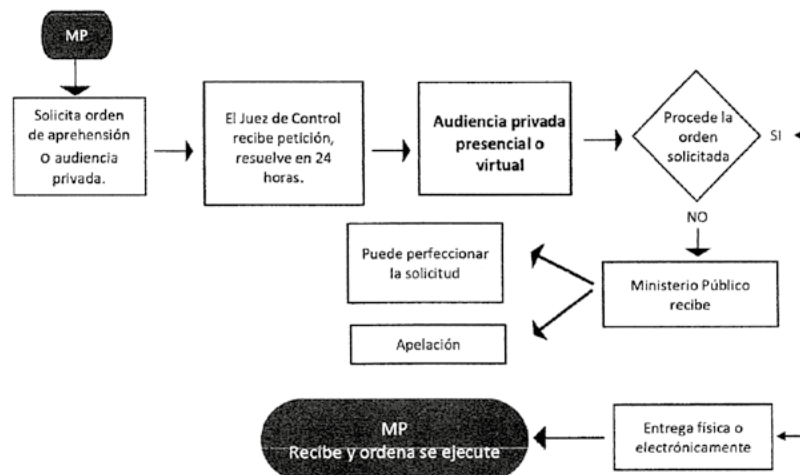 MP
Solicita orden
de aprehensión
O audiencia
privada.
El Juez de Control
recibe petición,
resuelve en 24
horas.
Audiencia privada
presencial o
virtual
Procede la
orden
solicitada
SI
NO
Ministerio Público
recibe
Puede perfeccionar
la solicitud
Apelación
Entrega física o
electrónicamente
MP
Recibe y ordena se ejecute